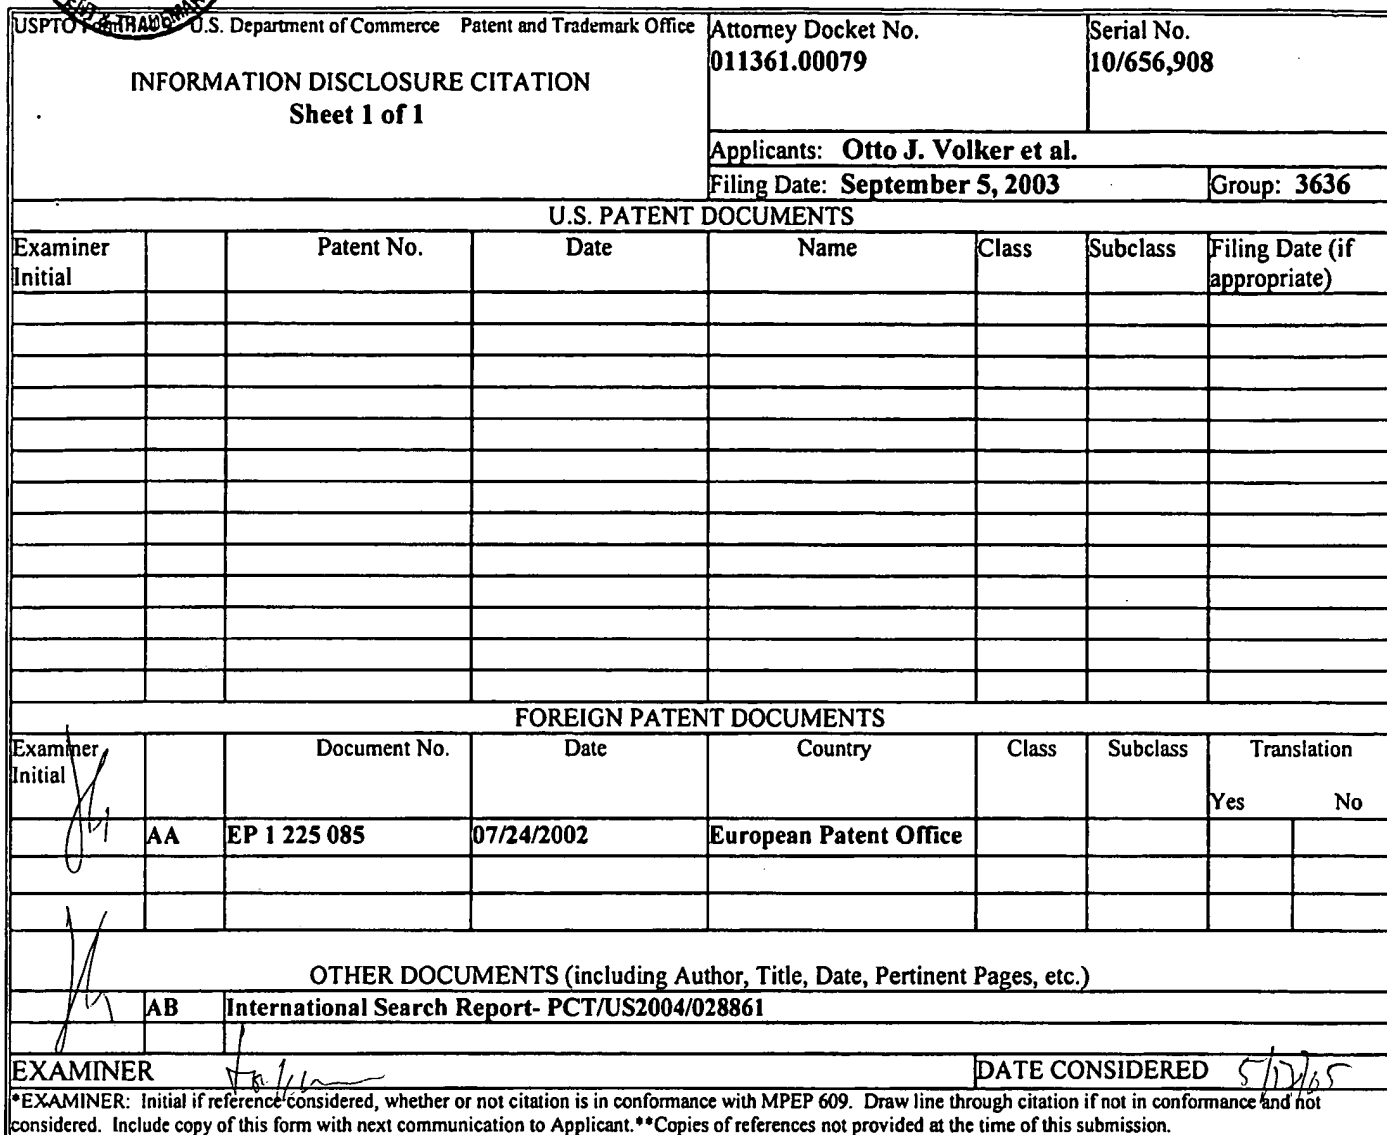 USPTO U.S. Department of Commerce Patent and Trademark Office
INFORMATION DISCLOSURE CITATION
Sheet 1 of 1
Attorney Docket No.
011361.00079
Serial No.
10/656,908
Applicants: Otto J. Volker et al.
Filing Date: September 5, 2003 Group: 3636
U.S. PATENT DOCUMENTS
Examiner Initial Patent No. Date Name Class Subclass Filing Date (if appropriate)
FOREIGN PATENT DOCUMENTS
Examiner Initial Document No. Date Country Class Subclass Translation
Yes No
AA EP 1 225 085 07/24/2002 European Patent Office
OTHER DOCUMENTS (including Author, Title, Date, Pertinent Pages, etc.)
AB International Search Report- PCT/US2004/028861
EXAMINER DATE CONSIDERED
*EXAMINER: Initial if reference considered, whether or not citation is in conformance with MPEP 609. Draw line through citation if not in conformance and not
considered. Include copy of this form with next communication to Applicant.**Copies of references not provided at the time of this submission.